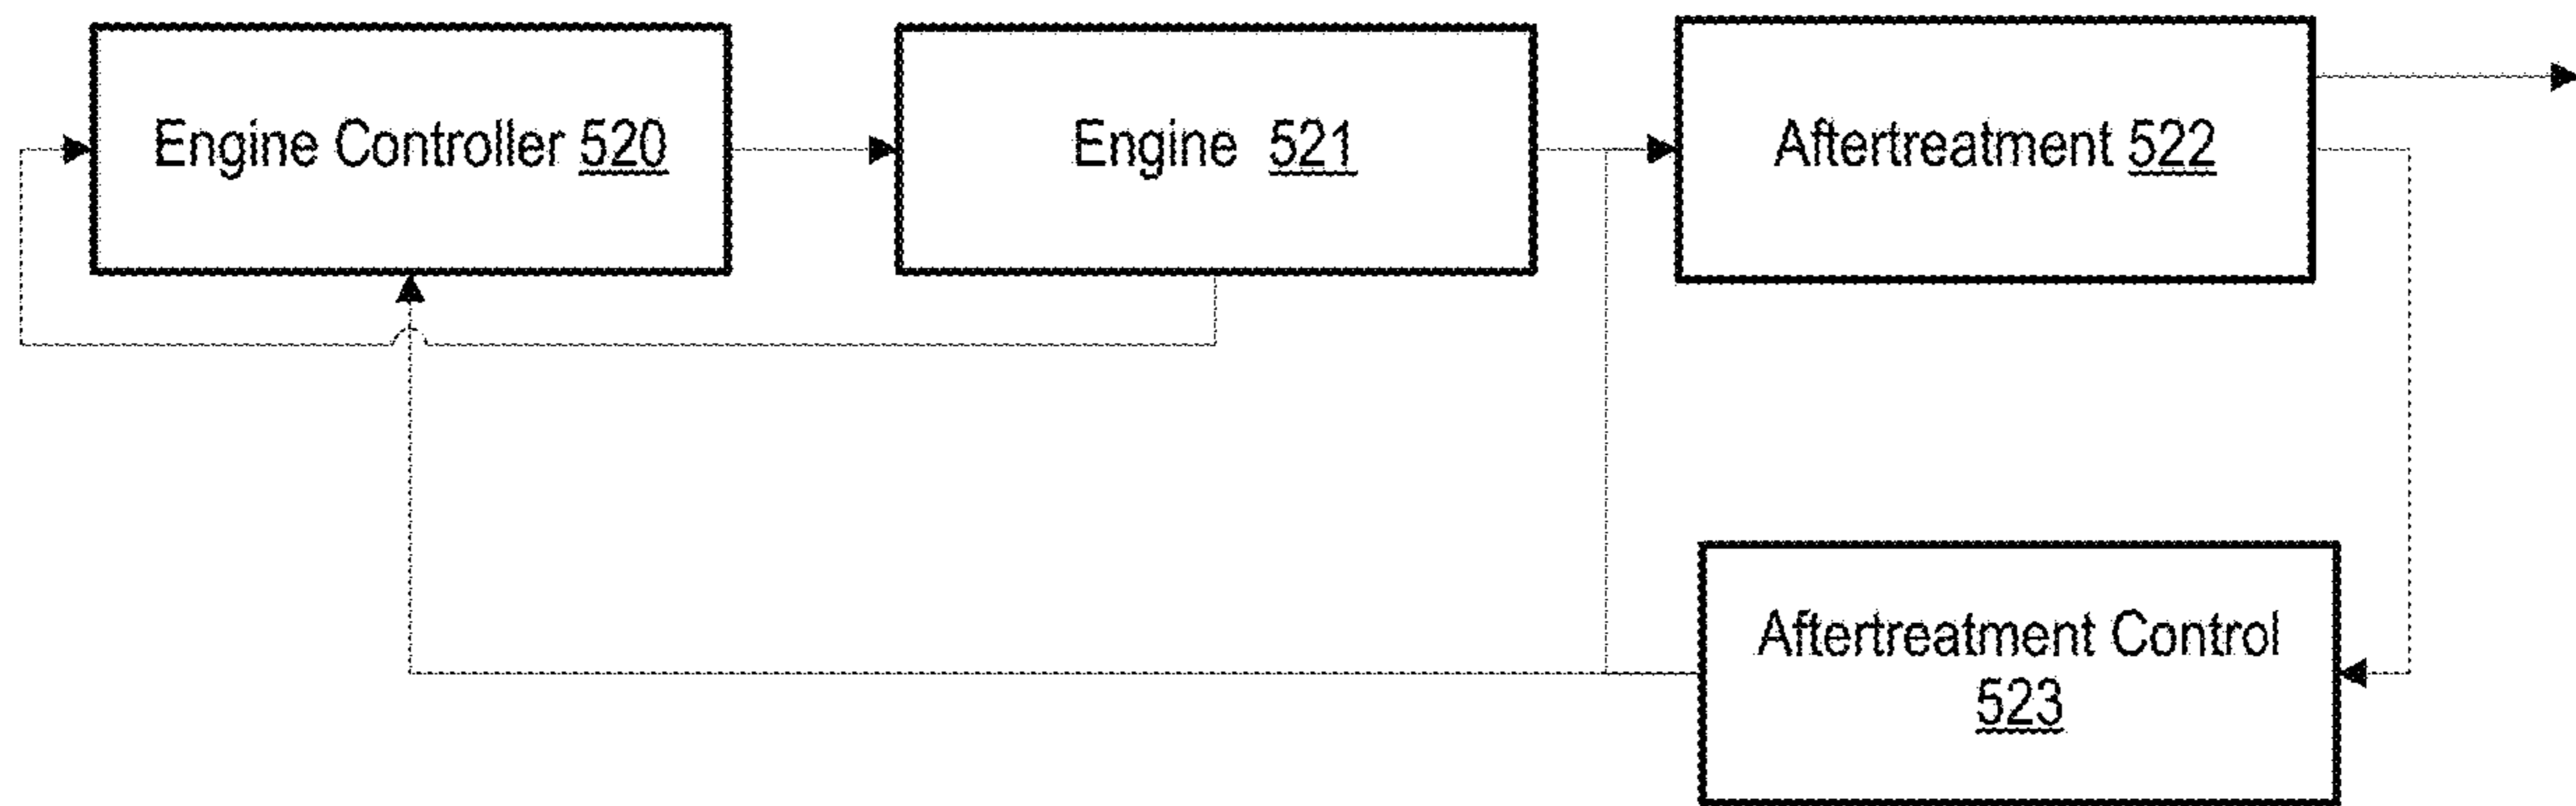 Engine Controller 520
Engine 521
Aftertreatment 522
Aftertreatment Control
523